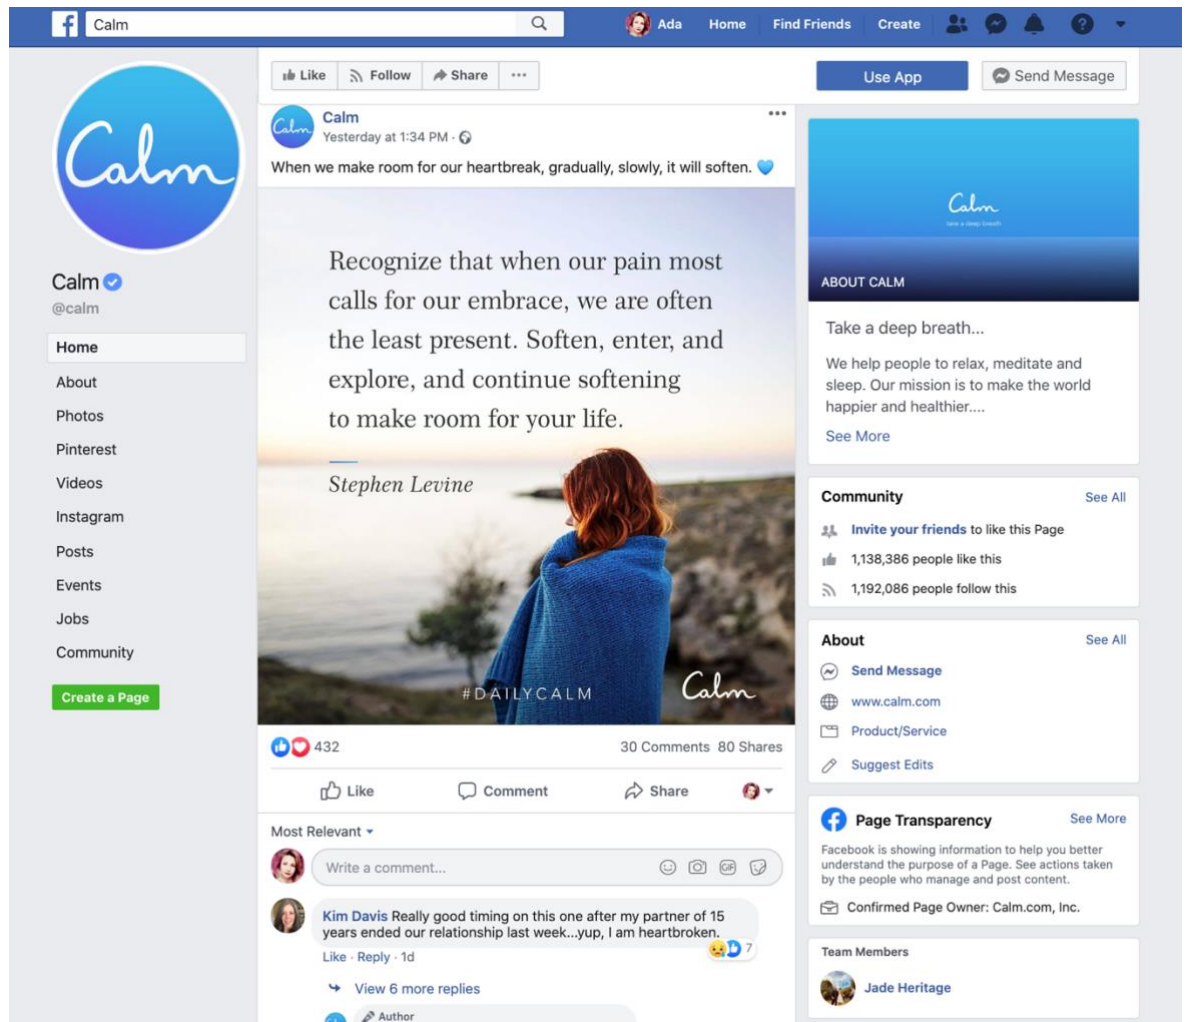 Calm
Ada Home Find Friends Create
Calm
Calm
@calm
Home
About
Photos
Pinterest
Videos
Instagram
Posts
Events
Jobs
Community
Create a Page
Like Follow Share
Use App
Send Message
Calm
Calm
Yesterday at 1:34 PM ·
When we make room for our heartbreak, gradually, slowly, it will soften.
Recognize that when our pain most
calls for our embrace, we are often
the least present. Soften, enter, and
explore, and continue softening
to make room for your life.
Stephen Levine
#DAILYCALM
Calm
432
30 Comments 80 Shares
Like Comment Share
Most Relevant
Write a comment...
GIF
Kim Davis Really good timing on this one after my partner of 15
years ended our relationship last week...yup, I am heartbroken.
7
Like · Reply · 1d
View 6 more replies
Author
Calm
take a deep breath
ABOUT CALM
Take a deep breath...
We help people to relax, meditate and
sleep. Our mission is to make the world
happier and healthier....
See More
Community See All
Invite your friends to like this Page
1,138,386 people like this
1,192,086 people follow this
About See All
Send Message
www.calm.com
Product/Service
Suggest Edits
Page Transparency See More
Facebook is showing information to help you better
understand the purpose of a Page. See actions taken
by the people who manage and post content.
Confirmed Page Owner: Calm.com, Inc.
Team Members
Jade Heritage